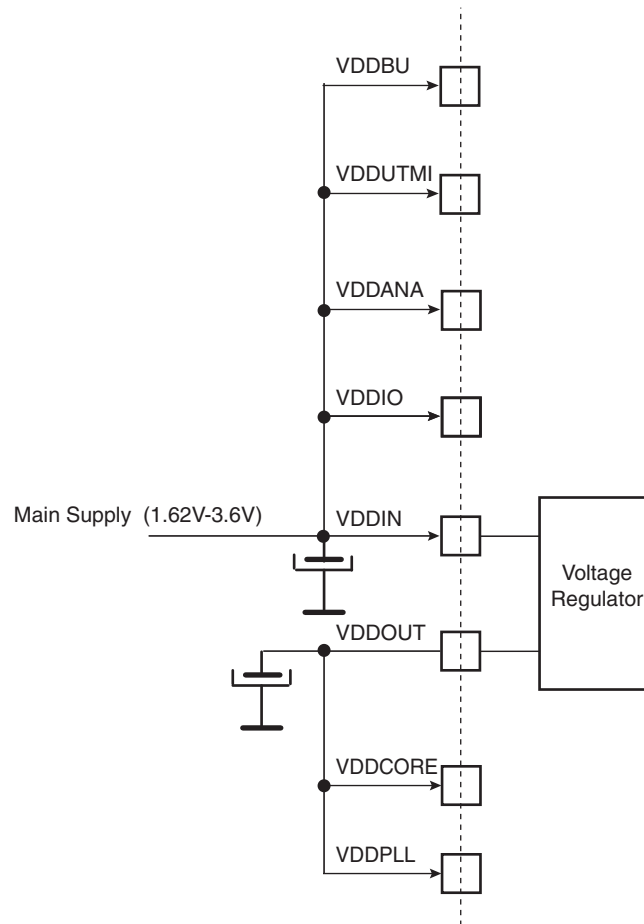 VDDBU
VDDUTMI
VDDANA
VDDIO
Main Supply (1.62V-3.6V)
VDDIN
Voltage
Regulator
VDDOUT
VDDCORE
VDDPLL